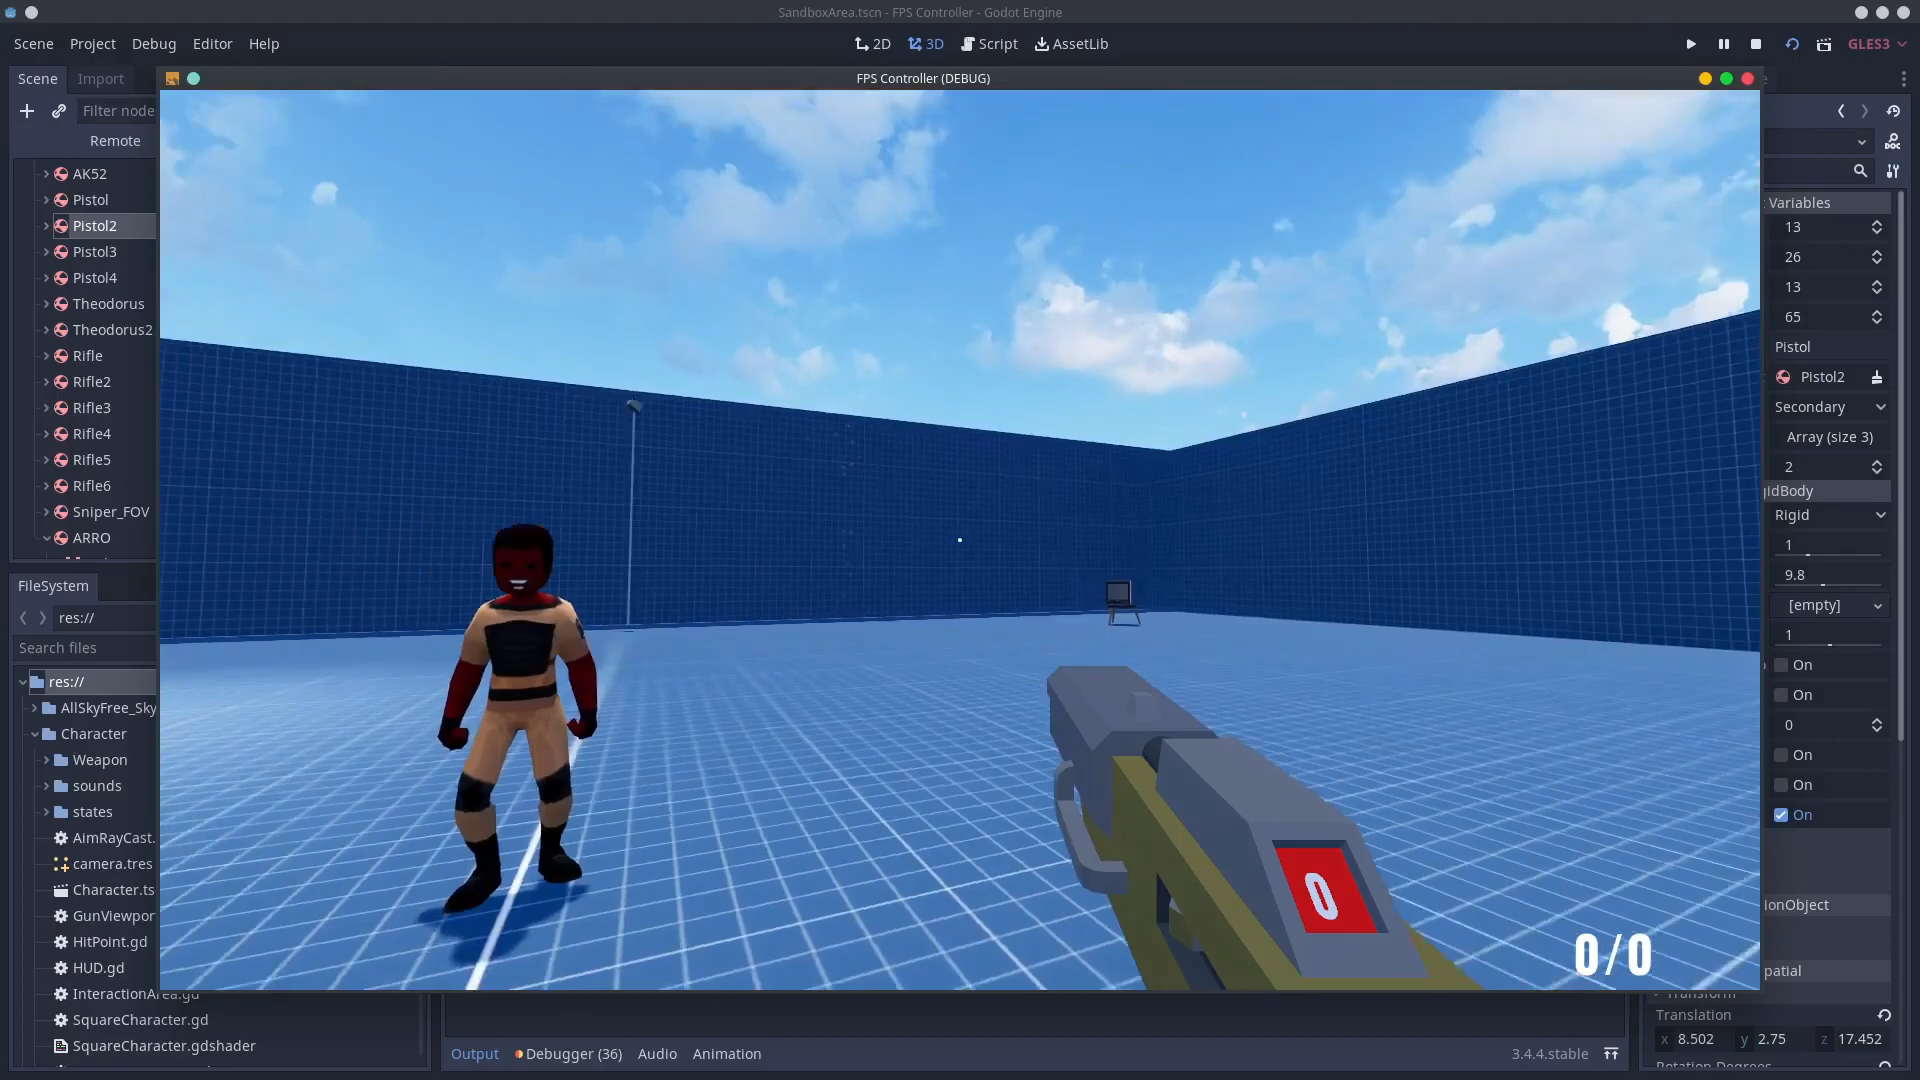 SandboxArea.tscn - FPS Controller - Godot Engine
Scene Project Debug Editor Help
2D 3D Script AssetLib
GLES3
Scene Import
FPS Controller (DEBUG)
Filter node
Remote
AK52
Pistol
Pistol2
Pistol3
Pistol4
Theodorus
Theodorus2
Rifle
Rifle2
Rifle3
Rifle4
Rifle5
Rifle6
Sniper_FOV
ARRO
FileSystem
res://
Search files
res://
AllSkyFree_Sky
Character
Weapon
sounds
states
AimRayCast.
camera.tres
Character.ts
GunViewpor
HitPoint.gd
HUD.gd
InteractionArea.gd
SquareCharacter.gd
SquareCharacter.gdshader
0
0/0
Output Debugger (36) Audio Animation
3.4.4.stable
Variables
13
26
13
65
Pistol
Pistol2
Secondary
Array (size 3)
2
idBody
Rigid
1
9.8
[empty]
1
On
On
0
On
On
On
ionObject
patial
Transform
Translation
x 8.502 y 2.75 z 17.452
Rotation Degrees